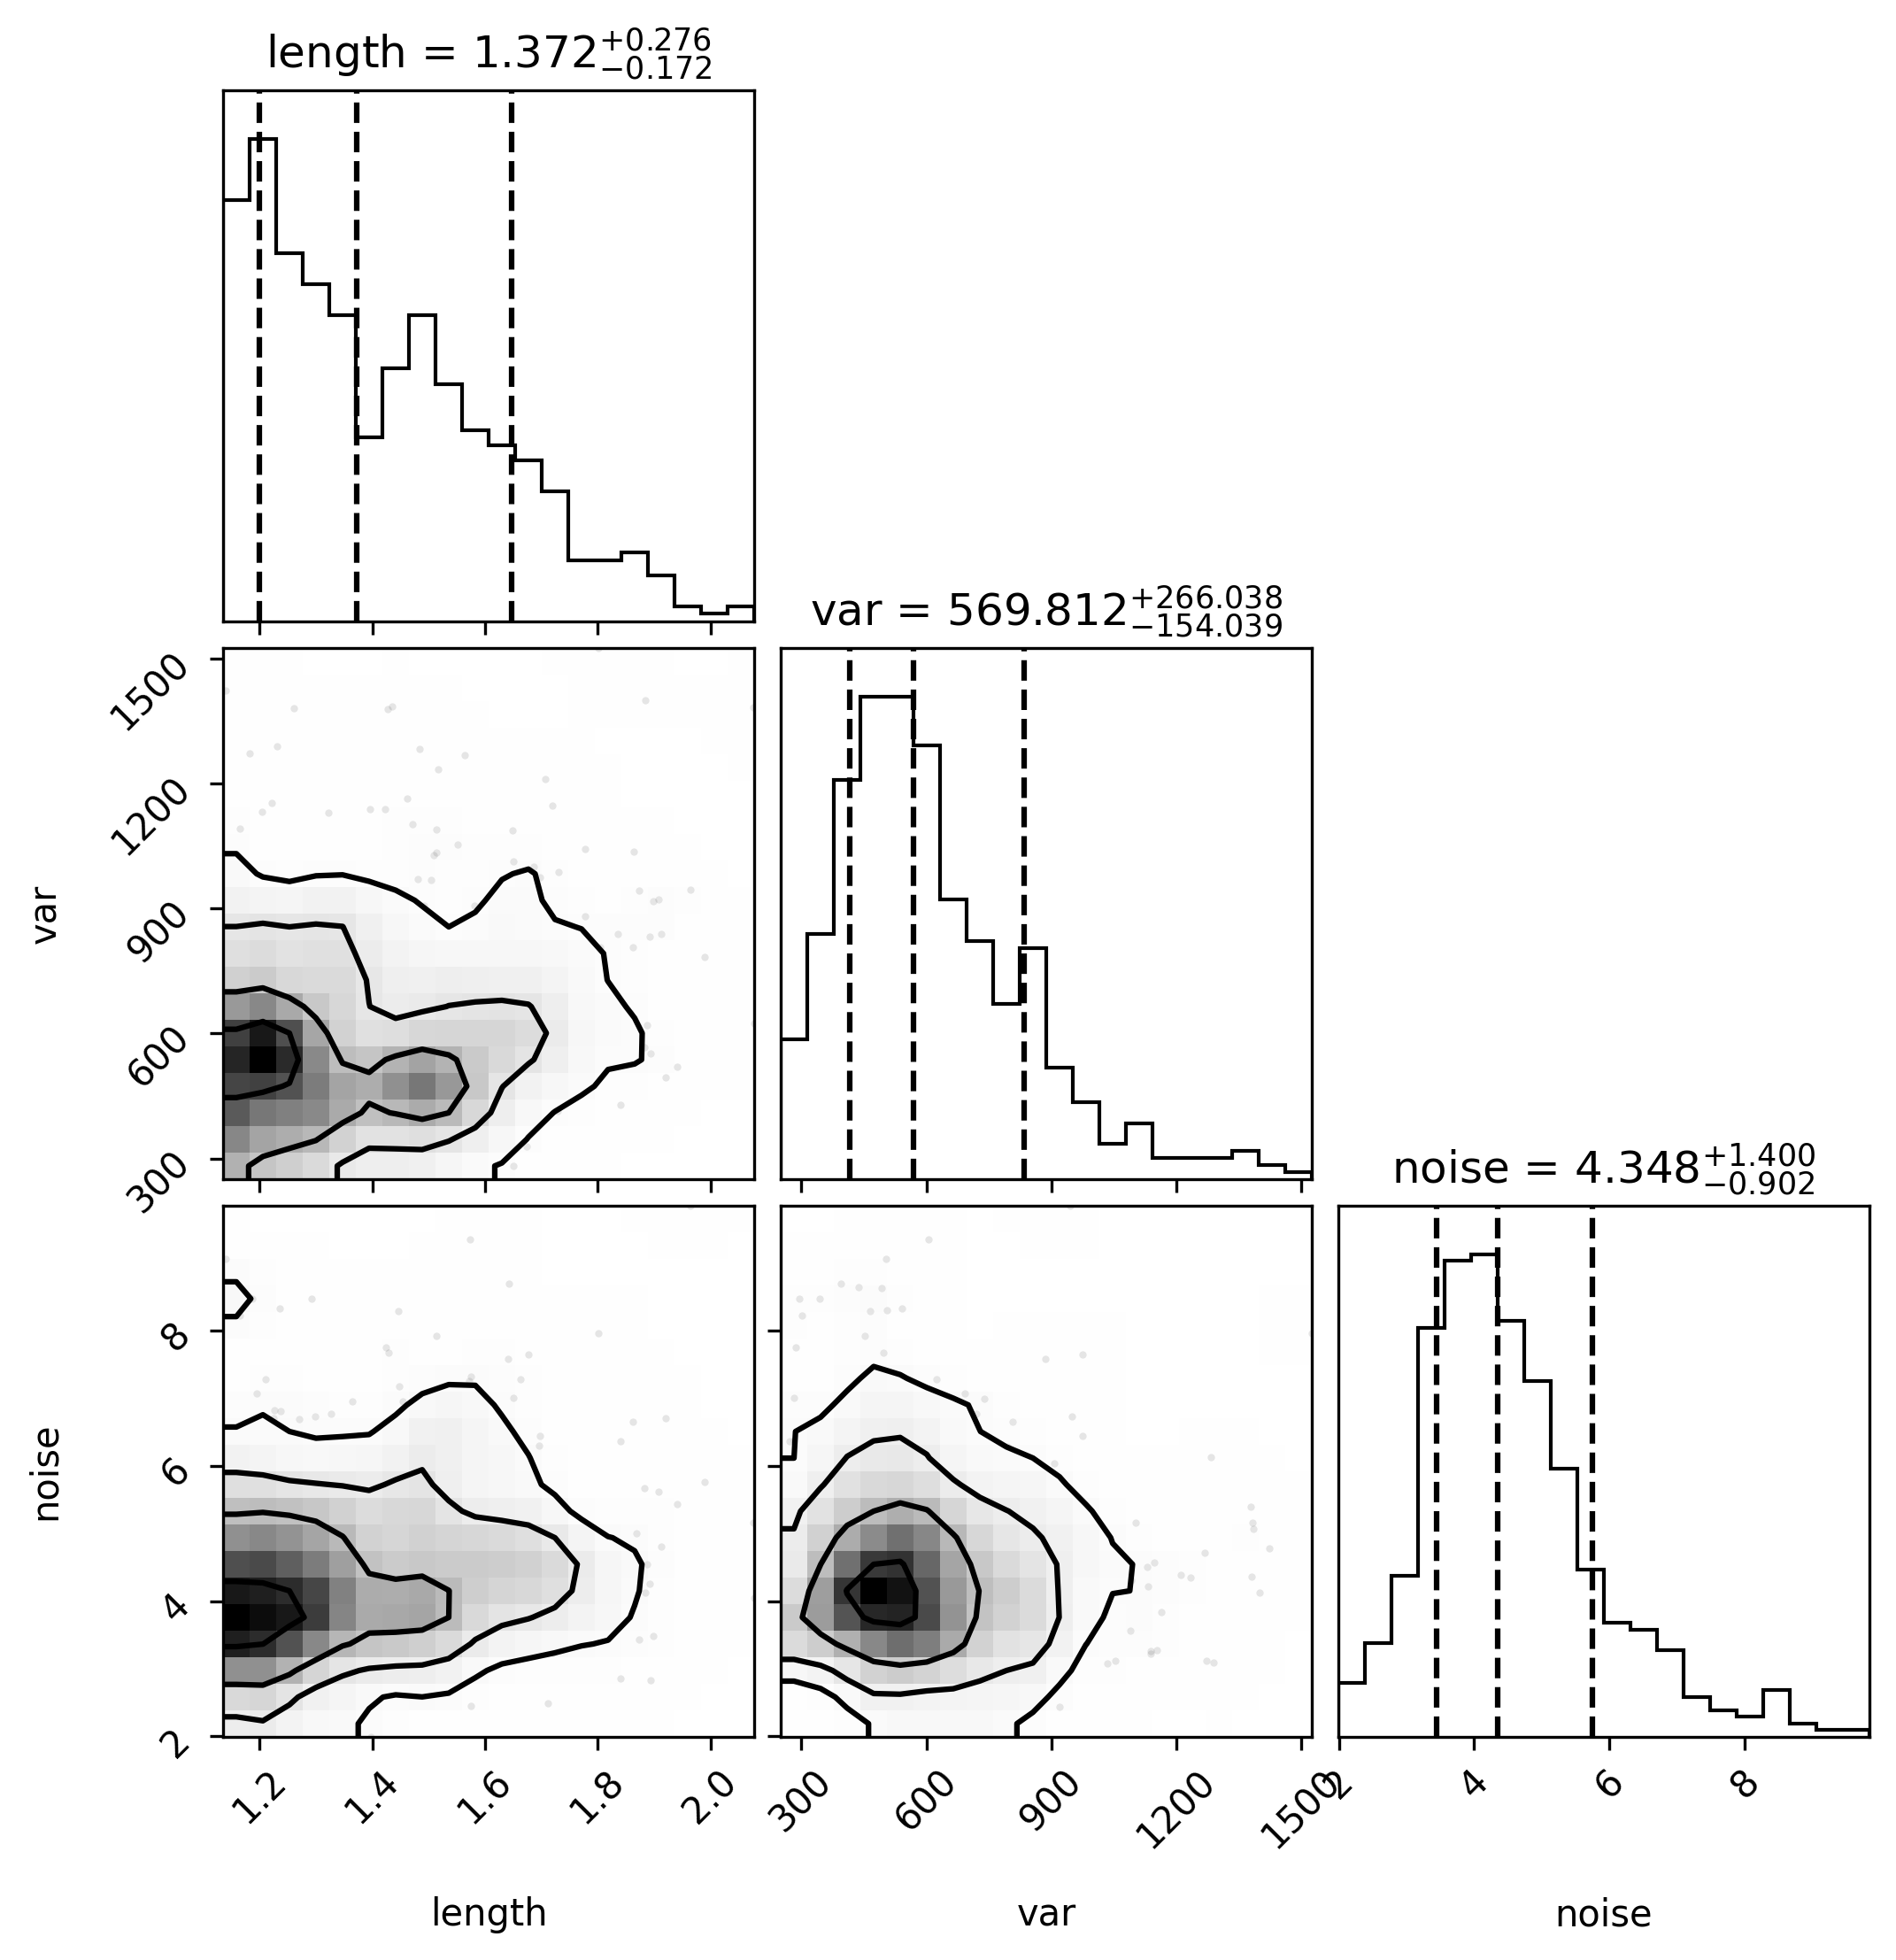 length = 1.372+0.276−0.172
var = 569.812+266.038−154.039
1500
1200
900
600
300
var
noise = 4.348+1.400−0.902
8
6
4
2
noise
1.2 1.4 1.6 1.8 2.0
300 600 900 1200 1500
2 4 6 8
length var noise